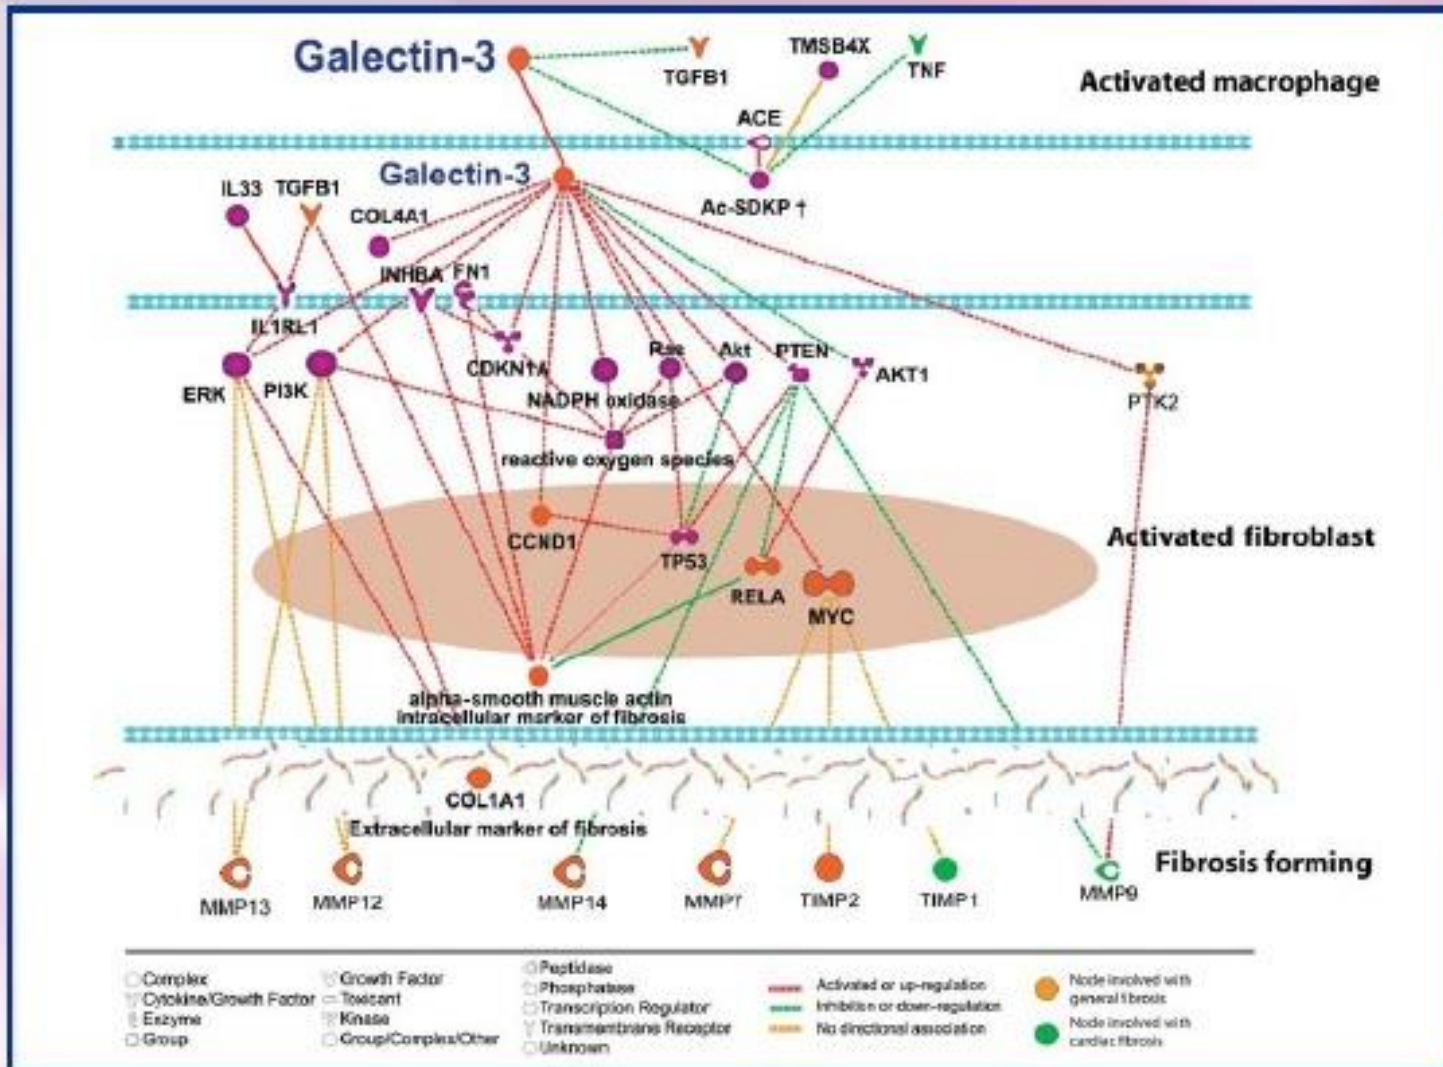 Galectin-3
TGFB1
TMSB4X
TNF
Activated macrophage
ACE
Galectin-3
Ac-SDKP †
IL33
TGFB1
COL4A1
INHBA
FN1
IL1RL1
ERK
PI3K
CDKN1A
NADPH oxidase
Akt
PTEN
AKT1
PTK2
reactive oxygen species
CCND1
TP53
RELA
MYC
Activated fibroblast
alpha-smooth muscle actin
intracellular marker of fibrosis
COL1A1
Extracellular marker of fibrosis
Fibrosis forming
MMP13
MMP12
MMP14
MMP7
TIMP2
TIMP1
MMP9
Complex
Cytokine/Growth Factor
Enzyme
Group
Growth Factor
Toxicant
Kinase
Group/Complex/Other
Peptidase
Phosphatase
Transcription Regulator
Transmembrane Receptor
Unknown
Activated or up-regulation
Inhibition or down-regulation
No directional association
Node involved with
general fibrosis
Node involved with
cardiac fibrosis